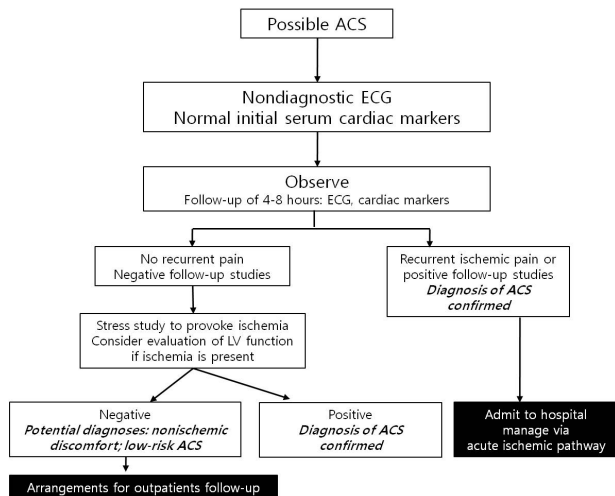 Possible ACS
Nondiagnostic ECG
Normal initial serum cardiac markers
Observe
Follow-up of 4-8 hours: ECG, cardiac markers
No recurrent pain
Negative follow-up studies
Recurrent ischemic pain or
positive follow-up studies
Diagnosis of ACS
confirmed
Stress study to provoke ischemia
Consider evaluation of LV function
if ischemia is present
Negative
Potential diagnoses: nonischemic
discomfort; low-risk ACS
Positive
Diagnosis of ACS
confirmed
Admit to hospital
manage via
acute ischemic pathway
Arrangements for outpatients follow-up